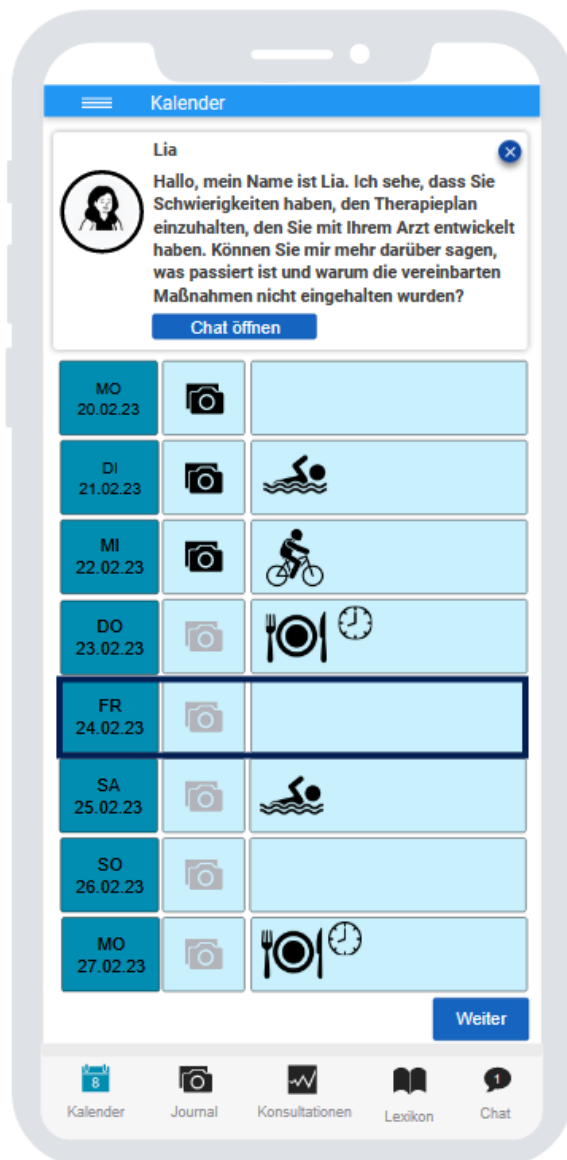 Kalender
Lia
Hallo, mein Name ist Lia. Ich sehe, dass Sie
Schwierigkeiten haben, den Therapieplan
einzuhalten, den Sie mit Ihrem Arzt entwickelt
haben. Können Sie mir mehr darüber sagen,
was passiert ist und warum die vereinbarten
Maßnahmen nicht eingehalten wurden?
Chat öffnen
MO
20.02.23
DI
21.02.23
MI
22.02.23
DO
23.02.23
FR
24.02.23
SA
25.02.23
SO
26.02.23
MO
27.02.23
Weiter
8
1
Kalender
Journal
Konsultationen
Lexikon
Chat